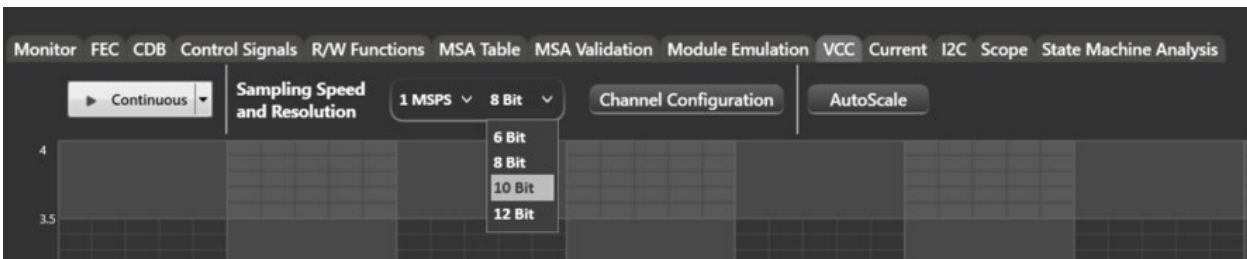 Monitor FEC CDB Control Signals R/W Functions MSA Table MSA Validation Module Emulation VCC Current I2C Scope State Machine Analysis
Continuous
Sampling Speed
and Resolution
1 MSPS 8 Bit
Channel Configuration
AutoScale
6 Bit
8 Bit
10 Bit
12 Bit
4
3.5